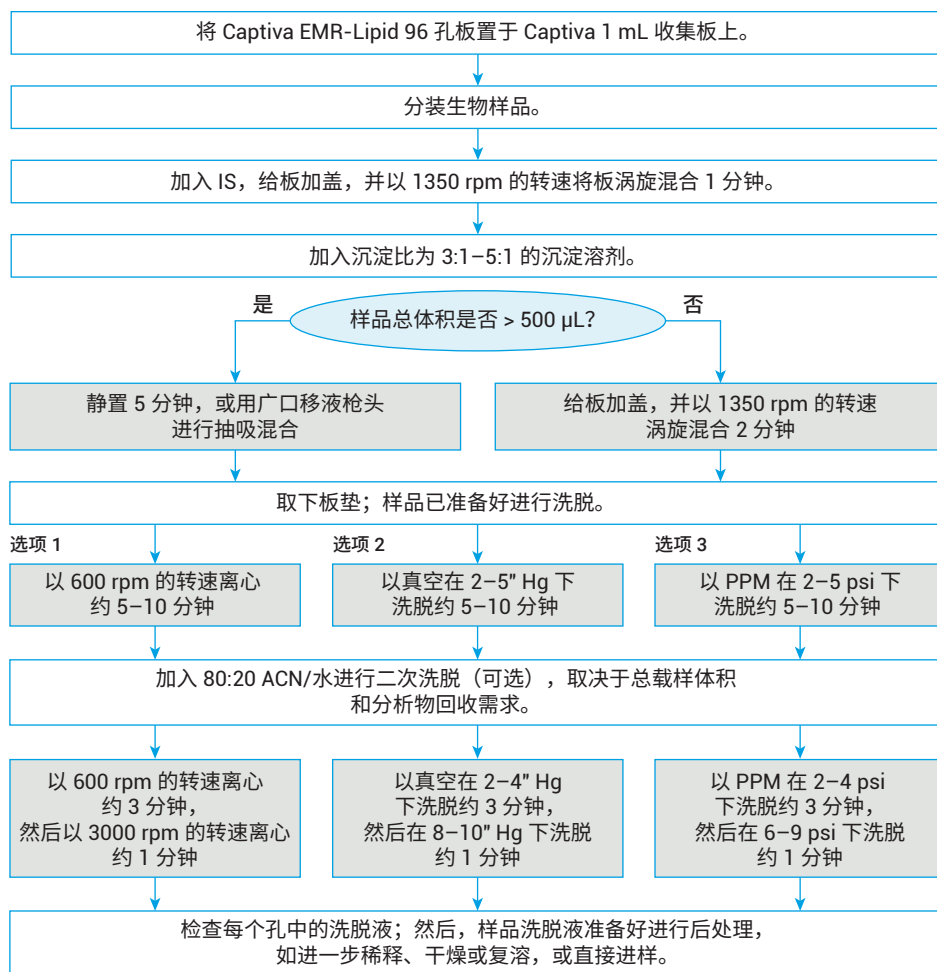 将 Captiva EMR-Lipid 96 孔板置于 Captiva 1 mL 收集板上。
分装生物样品。
加入 IS，给板加盖，并以 1350 rpm 的转速将板涡旋混合 1 分钟。
加入沉淀比为 3:1–5:1 的沉淀溶剂。
是
样品总体积是否 > 500 µL？
否
静置 5 分钟，或用广口移液枪头
进行抽吸混合
给板加盖，并以 1350 rpm 的转速
涡旋混合 2 分钟
取下板垫；样品已准备好进行洗脱。
选项 1
以 600 rpm 的转速离心
约 5–10 分钟
选项 2
以真空在 2–5" Hg 下
洗脱约 5–10 分钟
选项 3
以 PPM 在 2–5 psi 下
洗脱约 5–10 分钟
加入 80:20 ACN/水进行二次洗脱（可选），取决于总载样体积
和分析物回收需求。
以 600 rpm 的转速离心
约 3 分钟，
然后以 3000 rpm 的转速离心
约 1 分钟
以真空在 2–4" Hg
下洗脱约 3 分钟，
然后在 8–10" Hg 下洗脱
约 1 分钟
以 PPM 在 2–4 psi
下洗脱约 3 分钟，
然后在 6–9 psi 下洗脱
约 1 分钟
检查每个孔中的洗脱液；然后，样品洗脱液准备好进行后处理，
如进一步稀释、干燥或复溶，或直接进样。